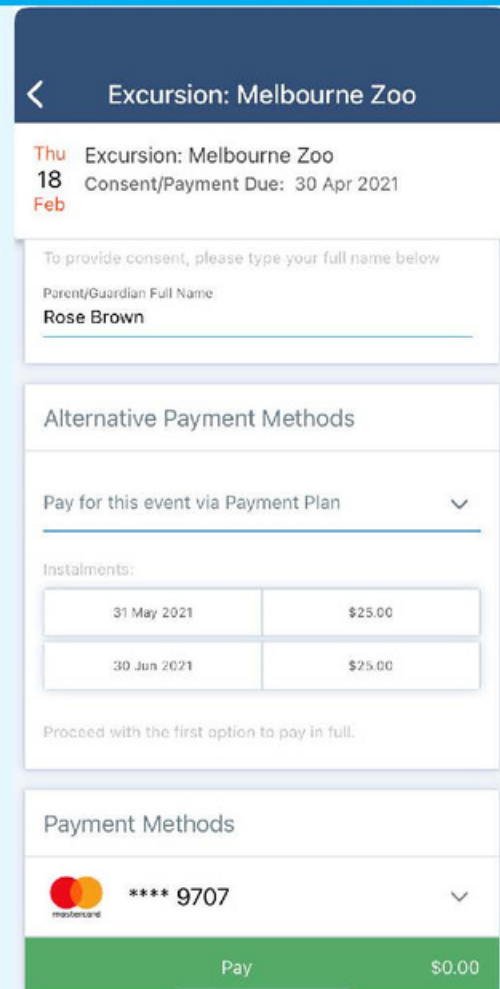 Excursion: Melbourne Zoo
Thu
18
Feb
Excursion: Melbourne Zoo
Consent/Payment Due: 30 Apr 2021
To provide consent, please type your full name below
Parent/Guardian Full Name
Rose Brown
Alternative Payment Methods
Pay for this event via Payment Plan
Instalments:
31 May 2021 $25.00
30 Jun 2021 $25.00
Proceed with the first option to pay in full.
Payment Methods
mastercard
**** 9707
Pay $0.00